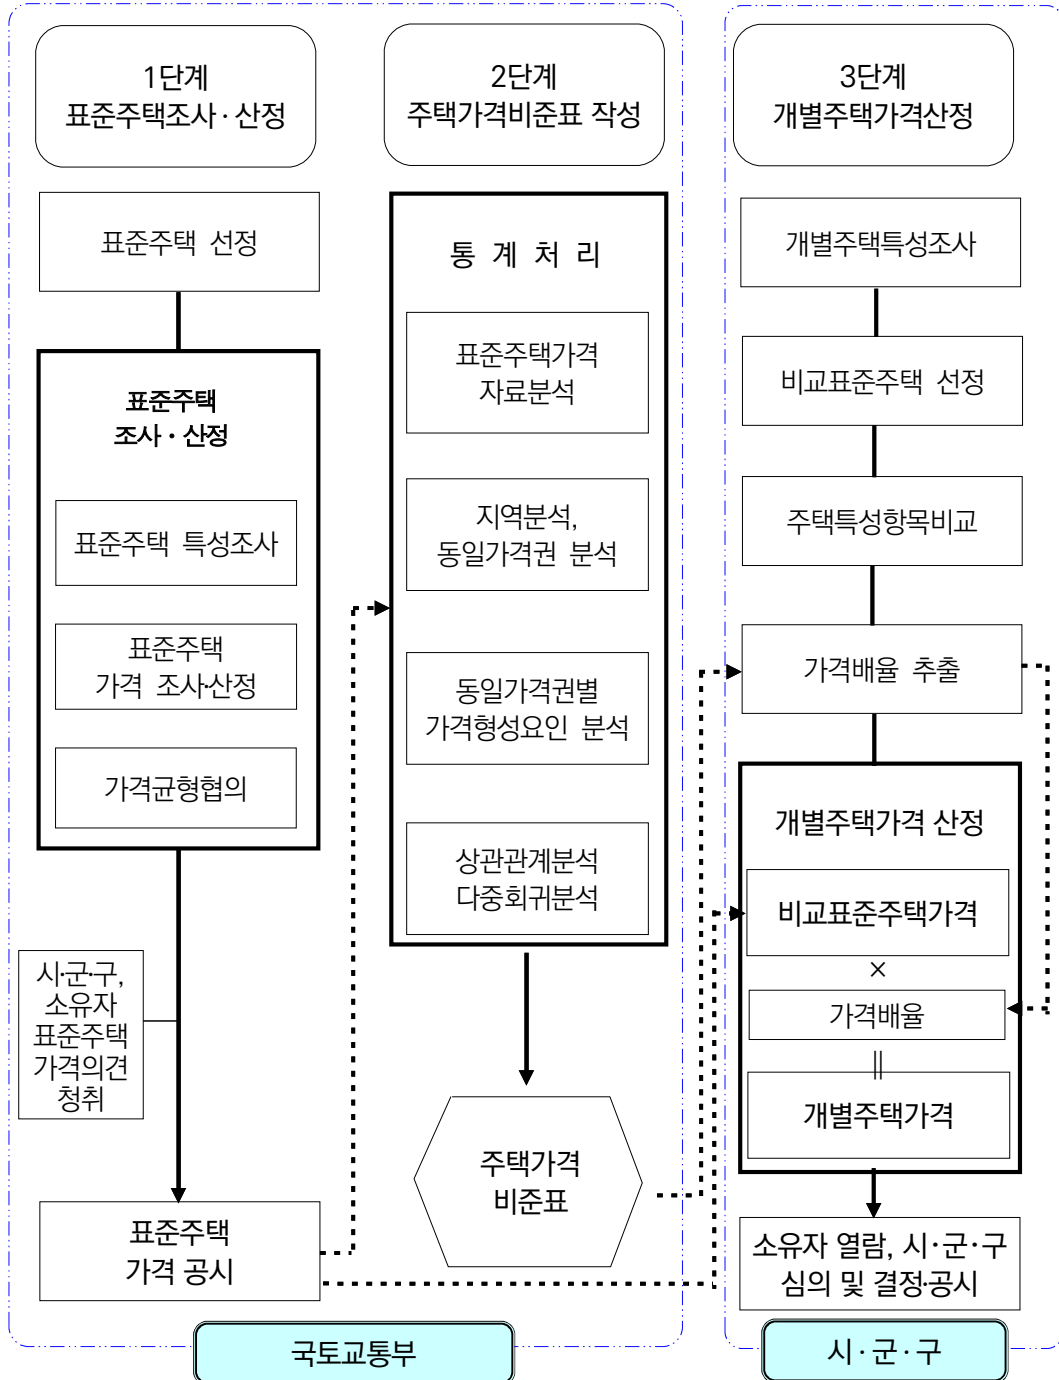 1단계
표준주택조사 · 산정
표준주택 선정
표준주택
조사 · 산정
표준주택 특성조사
표준주택
가격 조사·산정
가격균형협의
시·군·구,
소유자
표준주택
가격의견
청취
표준주택
가격 공시
2단계
주택가격비준표 작성
통 계 처 리
표준주택가격
자료분석
지역분석,
동일가격권 분석
동일가격권별
가격형성요인 분석
상관관계분석
다중회귀분석
주택가격
비준표
국토교통부
3단계
개별주택가격산정
개별주택특성조사
비교표준주택 선정
주택특성항목비교
가격배율 추출
개별주택가격 산정
비교표준주택가격
×
가격배율
||
개별주택가격
소유자 열람, 시·군·구
심의 및 결정·공시
시 · 군 · 구